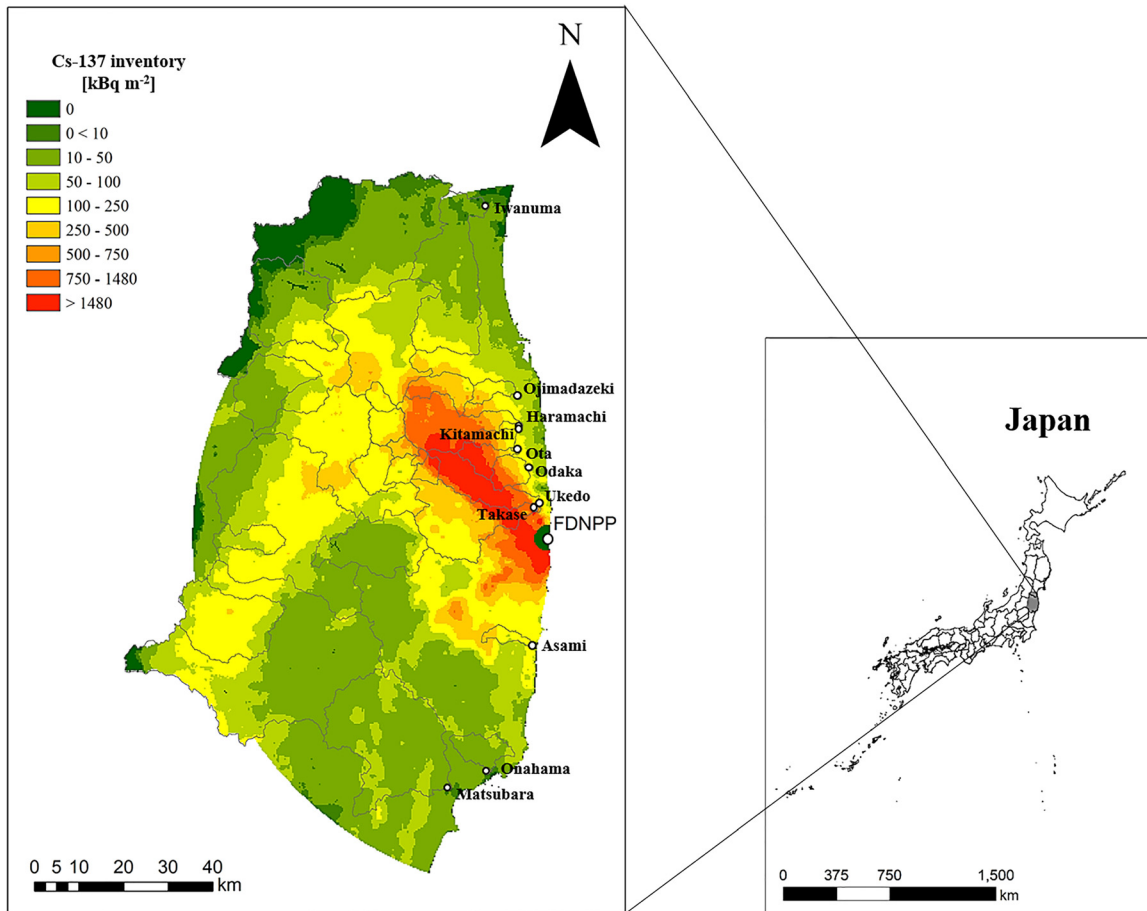 N
Cs-137 inventory
[kBq m⁻²]
0
0 < 10
10 - 50
50 - 100
100 - 250
250 - 500
500 - 750
750 - 1480
> 1480
Iwanuma
Ojimadazeki
Haramachi
Kitamachi
Ota
Odaka
Ukedo
Takase
FDNPP
Asami
Onahama
Matsubara
0 5 10 20 30 40
km
Japan
0 375 750 1,500
km